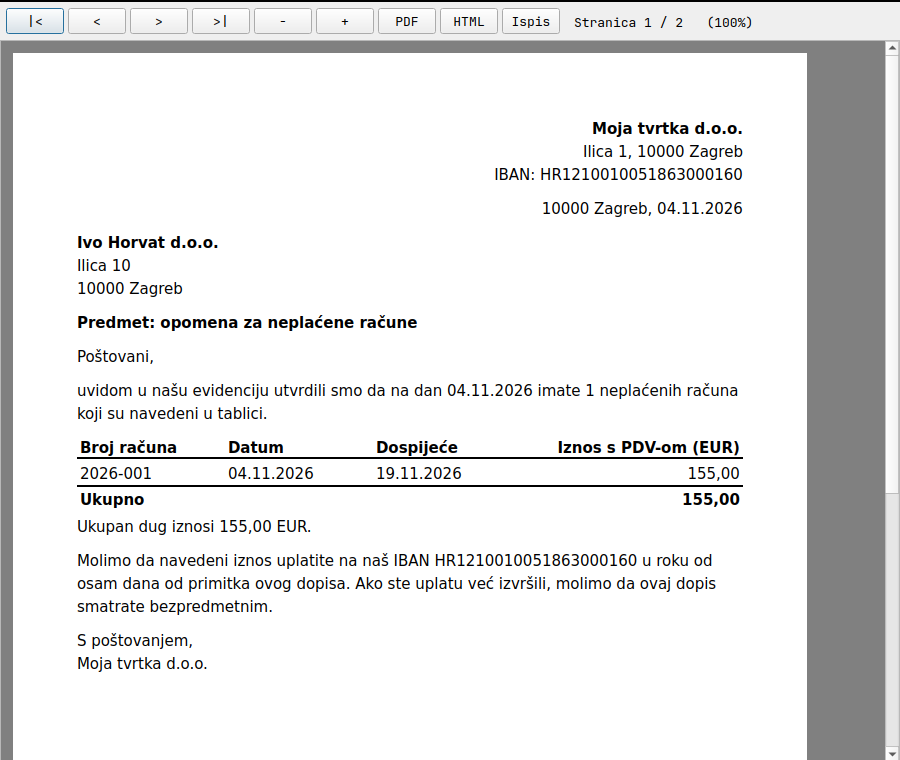 |< < > >| - + PDF HTML Ispis Stranica 1 / 2 (100%)
Moja tvrtka d.o.o.
Ilica 1, 10000 Zagreb
IBAN: HR1210010051863000160
10000 Zagreb, 04.11.2026
Ivo Horvat d.o.o.
Ilica 10
10000 Zagreb
Predmet: opomena za neplaćene račune
Poštovani,
uvidom u našu evidenciju utvrdili smo da na dan 04.11.2026 imate 1 neplaćenih računa
koji su navedeni u tablici.
Broj računa Datum Dospijeće Iznos s PDV-om (EUR)
2026-001 04.11.2026 19.11.2026 155,00
Ukupno 155,00
Ukupan dug iznosi 155,00 EUR.
Molimo da navedeni iznos uplatite na naš IBAN HR1210010051863000160 u roku od
osam dana od primitka ovog dopisa. Ako ste uplatu već izvršili, molimo da ovaj dopis
smatrate bezpredmetnim.
S poštovanjem,
Moja tvrtka d.o.o.